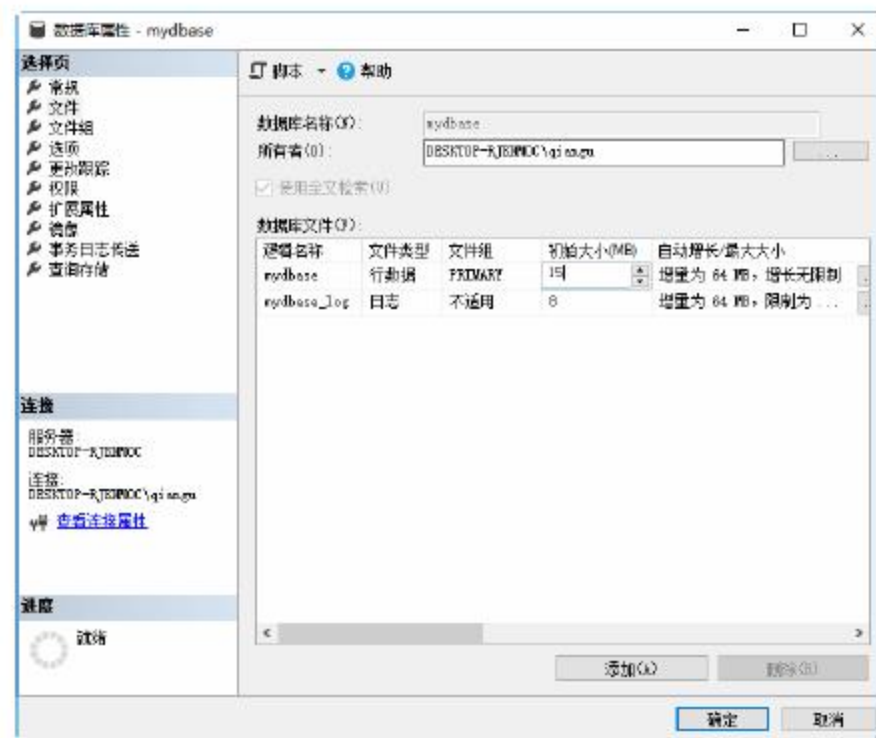 数据库属性 - mydbase
选择页
常规
文件
文件组
选项
更改跟踪
权限
扩展属性
镜像
事务日志传送
查询存储
连接
服务器:
DESKTOP-RJENMOC
连接:
DESKTOP-RJENMOC\qiangu
查看连接属性
进度
就绪
脚本 帮助
数据库名称(N): mydbase
所有者(O): DESKTOP-RJENMOC\qiangu ...
使用全文检索(U)
数据库文件(F):
逻辑名称 文件类型 文件组 初始大小(MB) 自动增长/最大大小
mydbase 行数据 PRIMARY 15 增量为 64 MB，增长无限制
mydbase_log 日志 不适用 8 增量为 64 MB，限制为 ...
添加(A) 删除(R)
确定 取消